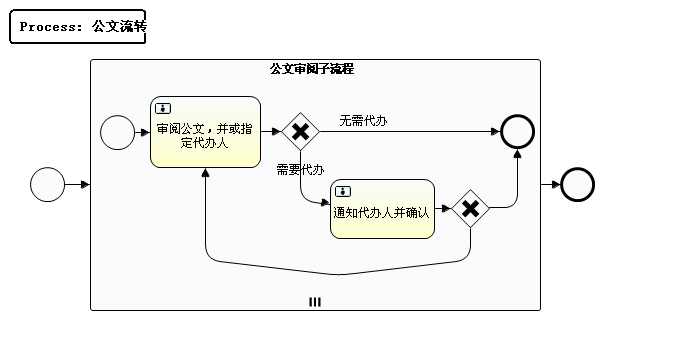 Process: 公文流转
公文审阅子流程
审阅公文，并或指
定代办人
无需代办
需要代办
通知代办人并确认